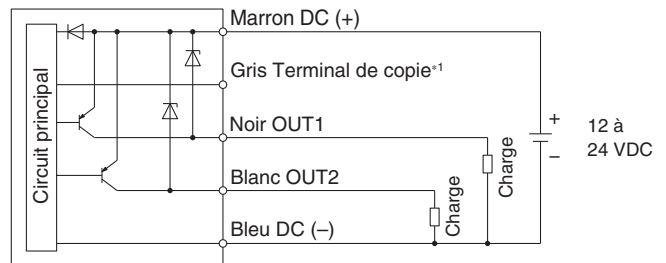 Marron DC (+)
Gris Terminal de copie*1
Noir OUT1
Blanc OUT2
Bleu DC (–)
Circuit principal
Charge
Charge
+
–
12 à
24 VDC